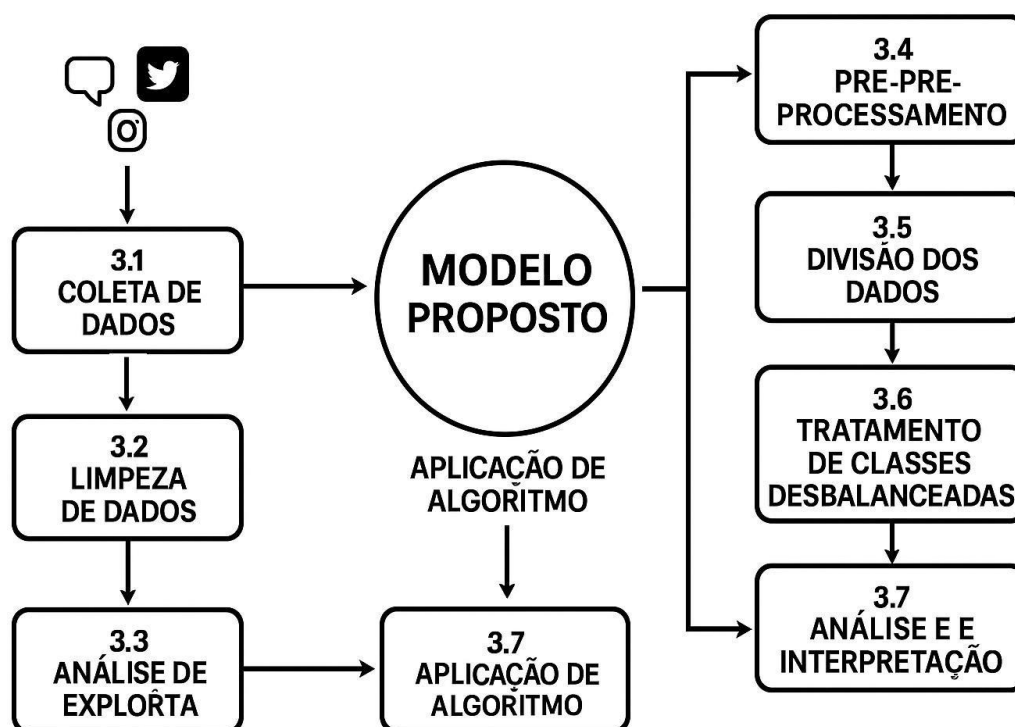 3.1
COLETA DE
DADOS
3.2
LIMPEZA
DE DADOS
3.3
ANÁLISE DE
EXPLORTA
MODELO
PROPOSTO
APLICAÇÃO DE
ALGORITMO
3.7
APLICAÇÃO DE
ALGORITMO
3.4
PRE-PRE-
PROCESSAMENTO
3.5
DIVISÃO DOS
DADOS
3.6
TRATAMENTO
DE CLASSES
DESBALANCEADAS
3.7
ANÁLISE E E
INTERPRETAÇÃO